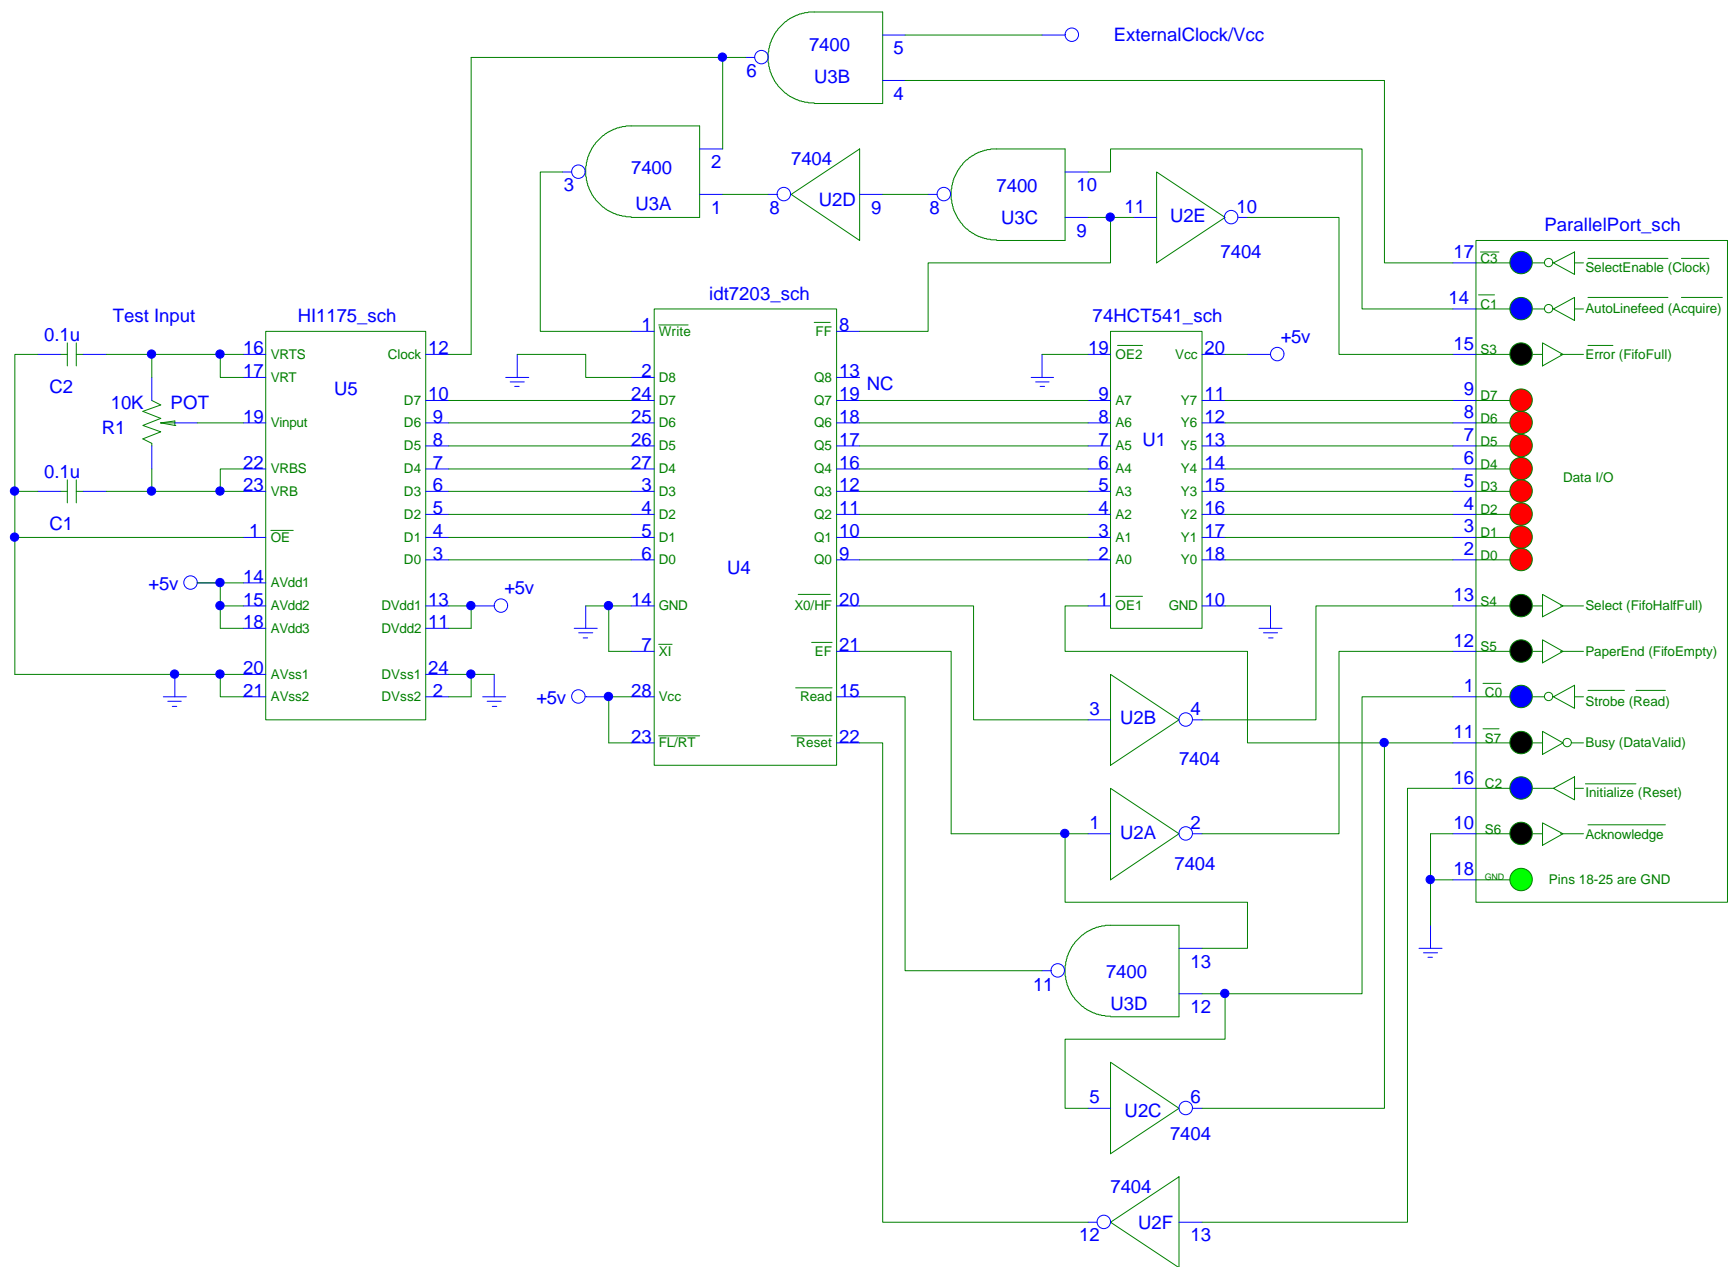 7400
U3B
6
5
4
ExternalClock/Vcc
7400
U3A
3
2
1
7404
U2D
8
9
7400
U3C
8
10
9
11
U2E
10
7404
Test Input
0.1u
C2
10K
POT
R1
0.1u
C1
HI1175_sch
U5
16 VRTS
17 VRT
19 Vinput
22 VRBS
23 VRB
1 OE
+5v
14 AVdd1
15 AVdd2
18 AVdd3
20 AVss1
21 AVss2
Clock 12
D7 10
D6 9
D5 8
D4 7
D3 6
D2 5
D1 4
D0 3
DVdd1 13
DVdd2 11
+5v
DVss1 24
DVss2 2
idt7203_sch
U4
1 Write
2 D8
24 D7
25 D6
26 D5
27 D4
3 D3
4 D2
5 D1
6 D0
14 GND
7 XI
+5v
28 Vcc
23 FL/RT
FF 8
Q8 13
NC
Q7 19
Q6 18
Q5 17
Q4 16
Q3 12
Q2 11
Q1 10
Q0 9
X0/HF 20
EF 21
Read 15
Reset 22
74HCT541_sch
U1
19 OE2
9 A7
8 A6
7 A5
6 A4
5 A3
4 A2
3 A1
2 A0
1 OE1
Vcc 20
+5v
Y7 11
Y6 12
Y5 13
Y4 14
Y3 15
Y2 16
Y1 17
Y0 18
GND 10
3
U2B
4
7404
1
U2A
2
7404
7400
U3D
11
13
12
5
U2C
6
7404
7404
U2F
12
13
ParallelPort_sch
17 C3 SelectEnable (Clock)
14 C1 AutoLinefeed (Acquire)
15 S3 Error (FifoFull)
9 D7
8 D6
7 D5
6 D4
5 D3
4 D2
3 D1
2 D0
Data I/O
13 S4 Select (FifoHalfFull)
12 S5 PaperEnd (FifoEmpty)
1 C0 Strobe (Read)
11 S7 Busy (DataValid)
16 C2 Initialize (Reset)
10 S6 Acknowledge
18 GND Pins 18-25 are GND